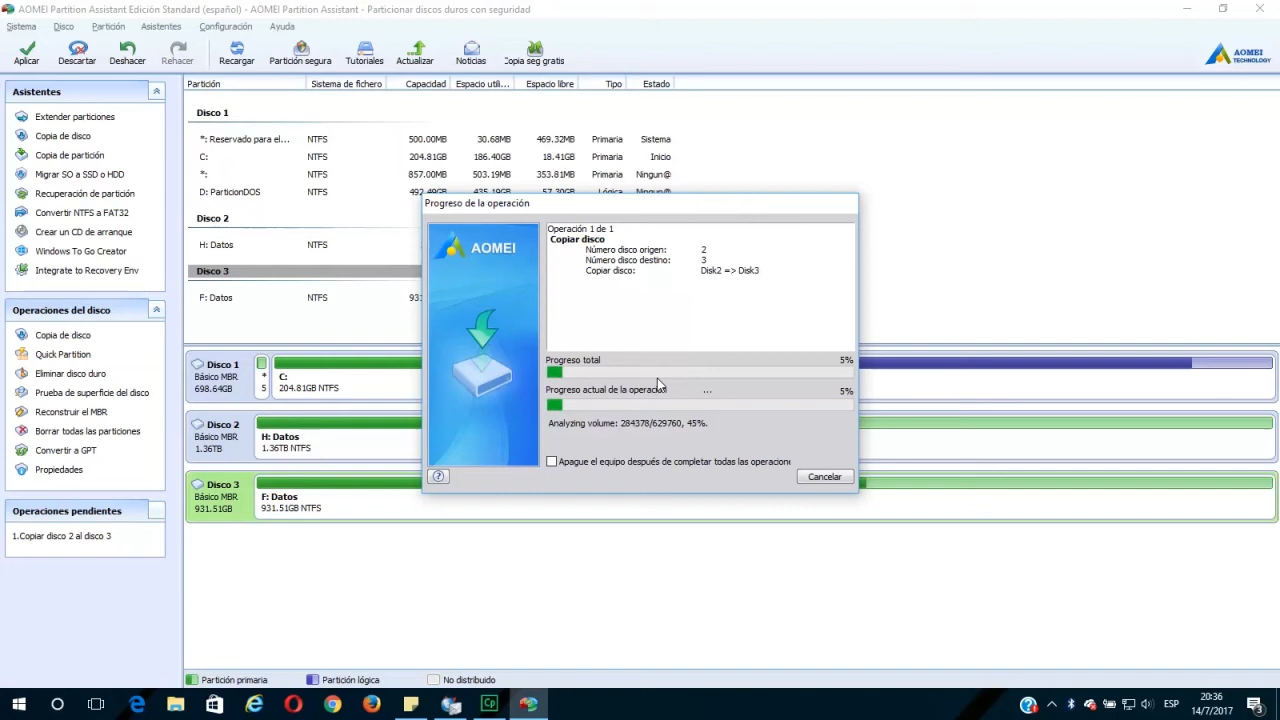 AOMEI Partition Assistant Edición Standard (español) - AOMEI Partition Assistant - Particionar discos duros con seguridad
Sistema Disco Partición Asistentes Configuración Ayuda
Aplicar Descartar Deshacer Rehacer Recargar Partición segura Tutoriales Actualizar Noticias Copia seg gratis
AOMEI
TECHNOLOGY
Asistentes
Extender particiones
Copia de disco
Copia de partición
Migrar SO a SSD o HDD
Recuperación de partición
Convertir NTFS a FAT32
Crear un CD de arranque
Windows To Go Creator
Integrate to Recovery Env
Operaciones del disco
Copia de disco
Quick Partition
Eliminar disco duro
Prueba de superficie del disco
Reconstruir el MBR
Borrar todas las particiones
Convertir a GPT
Propiedades
Operaciones pendientes
1.Copiar disco 2 al disco 3
Partición Sistema de fichero Capacidad Espacio utili... Espacio libre Tipo Estado
Disco 1
*: Reservado para el... NTFS 500.00MB 30.68MB 469.32MB Primaria Sistema
C: NTFS 204.81GB 186.40GB 18.41GB Primaria Inicio
*: NTFS 857.00MB 503.19MB 353.81MB Primaria Ningun@
D: ParticionDOS NTFS 492.49GB 435.19GB 57.30GB Lógica Ningun@
Disco 2
H: Datos NTFS
Disco 3
F: Datos NTFS 931
Progreso de la operación
AOMEI
Operación 1 de 1
Copiar disco
Número disco origen: 2
Número disco destino: 3
Copiar disco: Disk2 => Disk3
Progreso total 5%
Progreso actual de la operación ... 5%
Analyzing volume: 284378/629760, 45%.
Apague el equipo después de completar todas las operacione
? Cancelar
Disco 1
Básico MBR
698.64GB
*
5
C:
204.81GB NTFS
Disco 2
Básico MBR
1.36TB
H: Datos
1.36TB NTFS
Disco 3
Básico MBR
931.51GB
F: Datos
931.51GB NTFS
Partición primaria Partición lógica No distribuido
ESP
20:36
14/7/2017
3